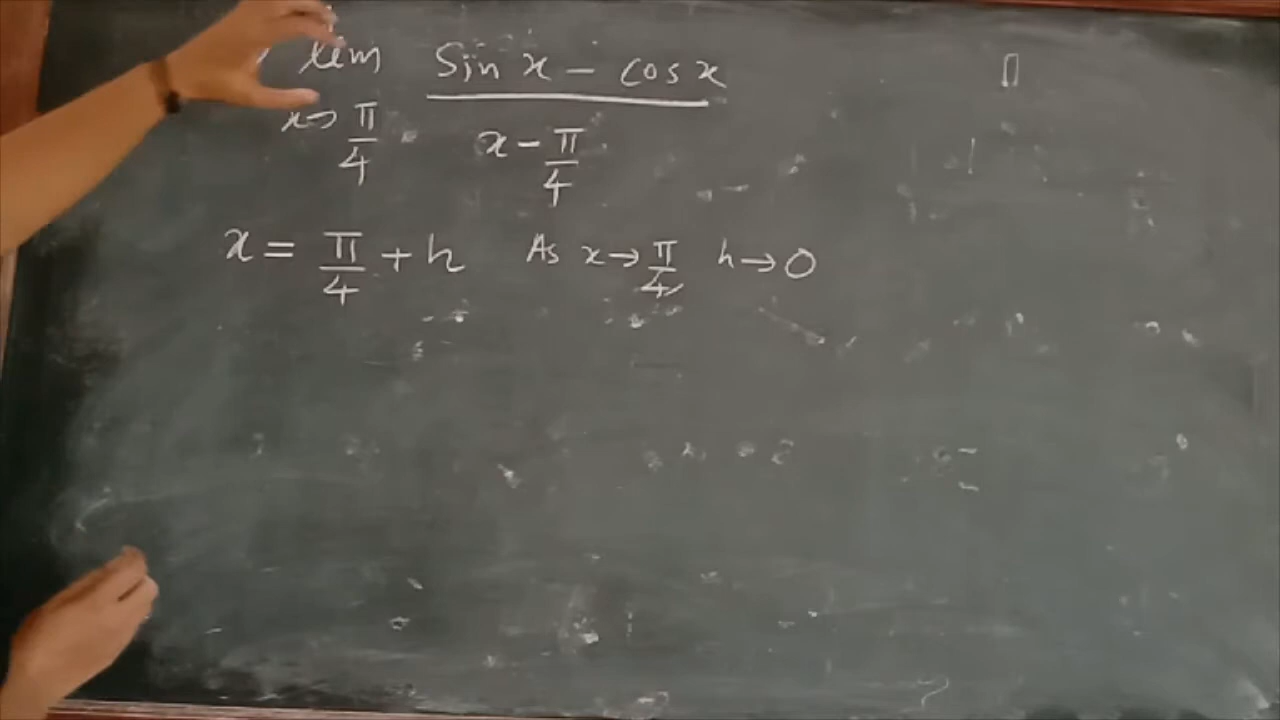 lim sin x - cos x
x→π/4 x - π/4
x = π/4 + h As x→π/4 h→0